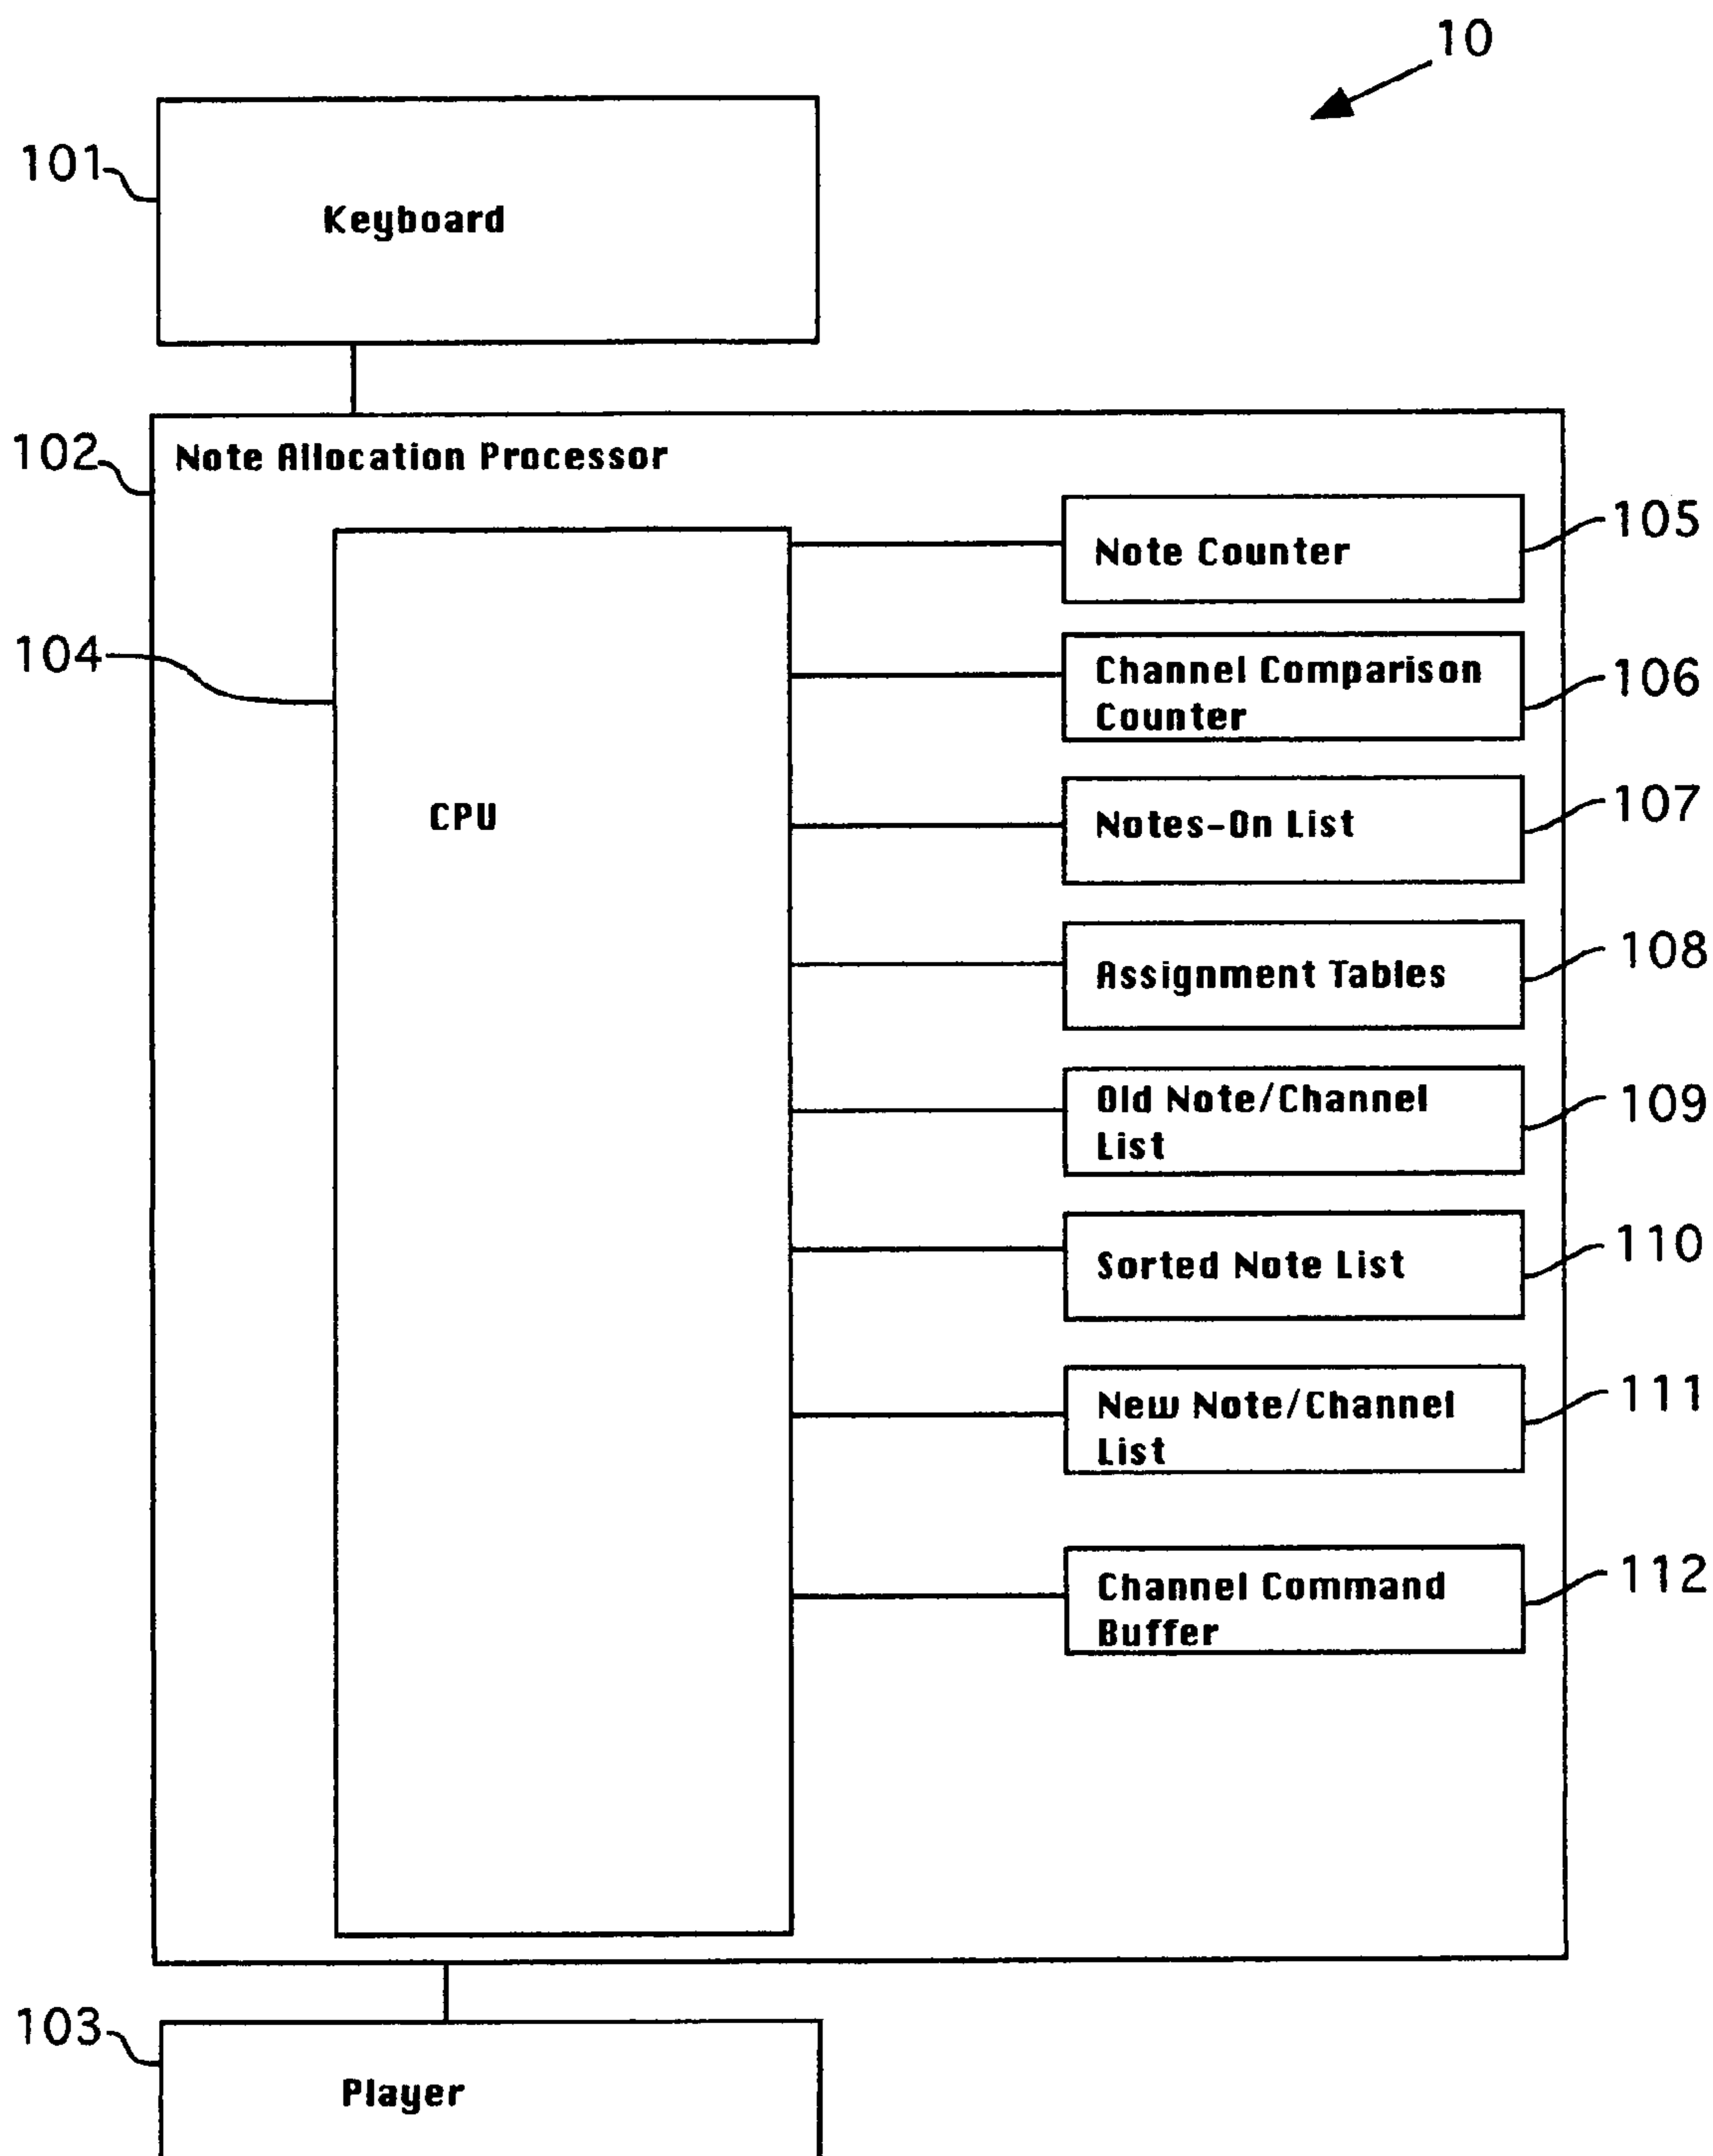 10
101
Keyboard
102
Note Allocation Processor
105
Note Counter
104
Channel Comparison
Counter
106
CPU
Notes-On List
107
Assignment Tables
108
Old Note/Channel
List
109
Sorted Note List
110
New Note/Channel
List
111
Channel Command
Buffer
112
103
Player